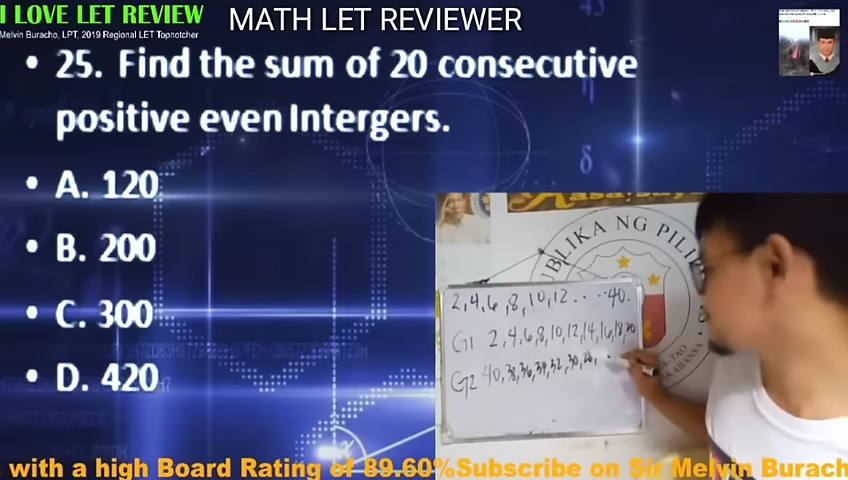 I LOVE LET REVIEW
MATH LET REVIEWER
Melvin Buracho, LPT, 2019 Regional LET Topnotcher
• 25. Find the sum of 20 consecutive
positive even Intergers.
• A. 120
• B. 200
• C. 300
• D. 420
UBLIKA NG PILIP
2, 4, 6, 8, 10, 12 . . . . 40.
G1 2, 4, 6, 8, 10, 12, 14, 16, 18, 20
G2 40, 38, 36, 34, 32, 30, 28, .
with a high Board Rating of 89.60%Subscribe on Sir Melvin Burach